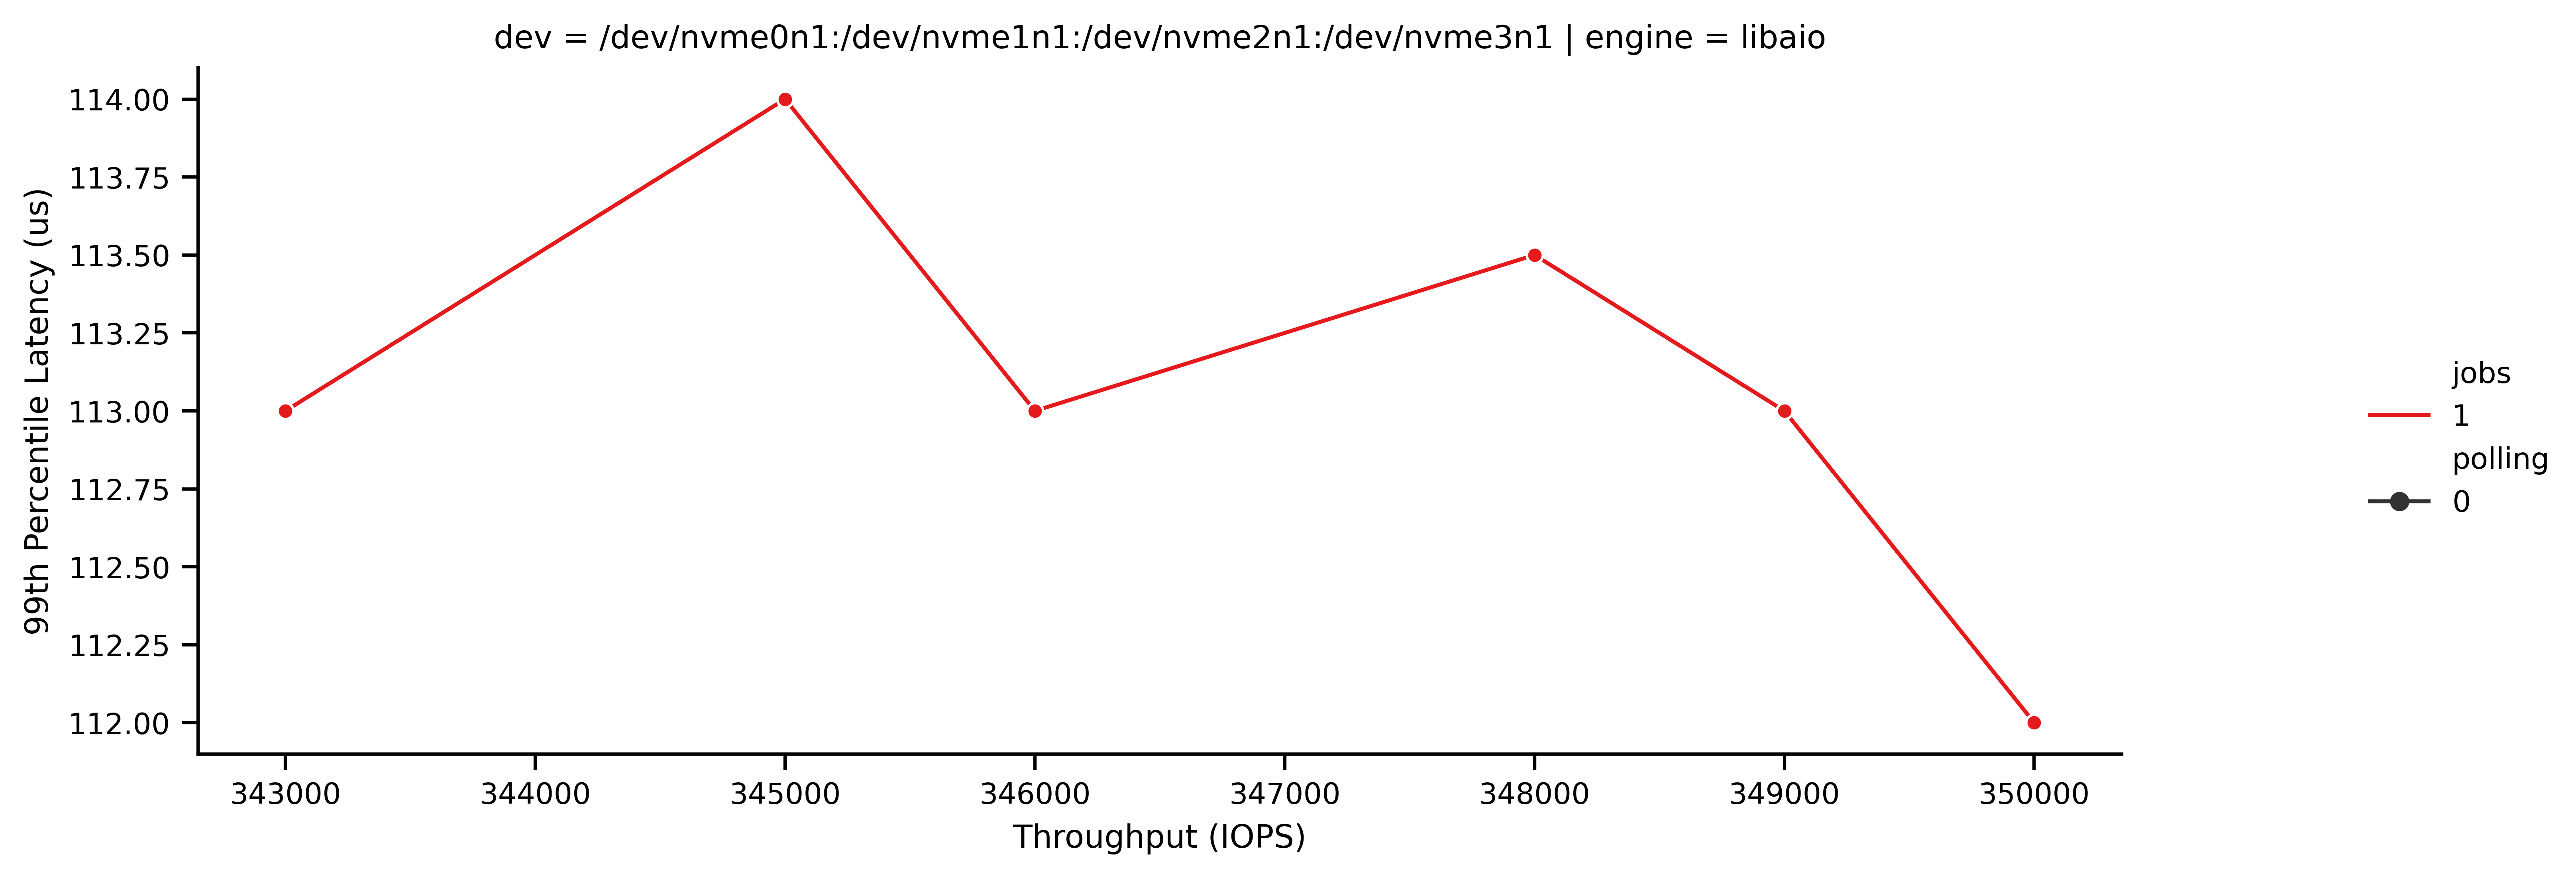 dev = /dev/nvme0n1:/dev/nvme1n1:/dev/nvme2n1:/dev/nvme3n1 | engine = libaio
99th Percentile Latency (us)
114.00
113.75
113.50
113.25
113.00
112.75
112.50
112.25
112.00
343000 344000 345000 346000 347000 348000 349000 350000
Throughput (IOPS)
jobs
1
polling
0